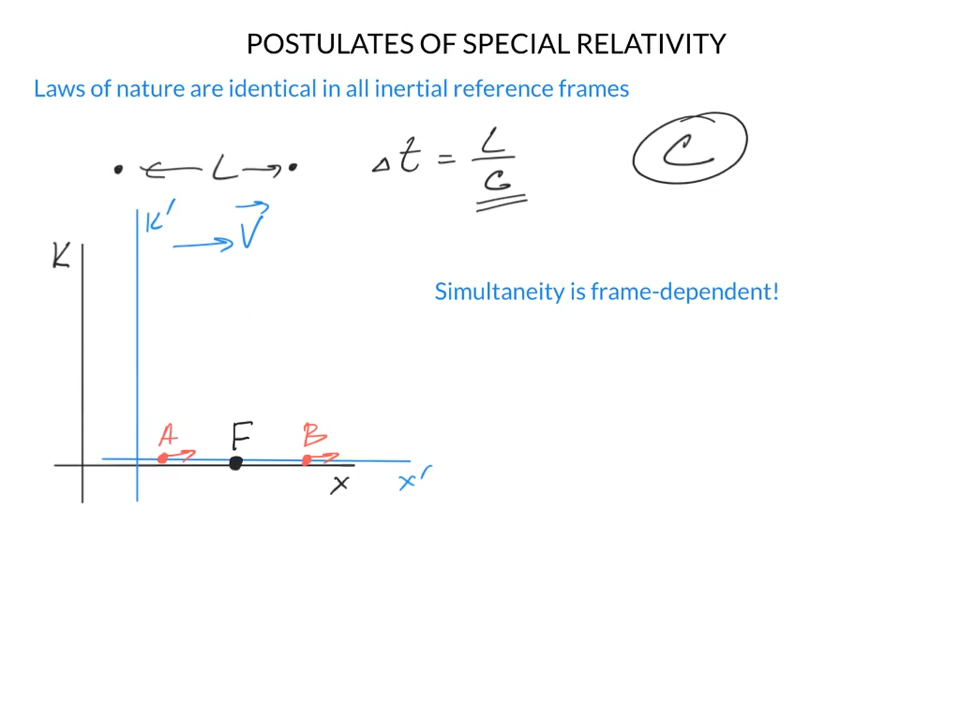 POSTULATES OF SPECIAL RELATIVITY
Laws of nature are identical in all inertial reference frames
L
Δt = L/c
C
K'
V
K
Simultaneity is frame-dependent!
A F B
x x'